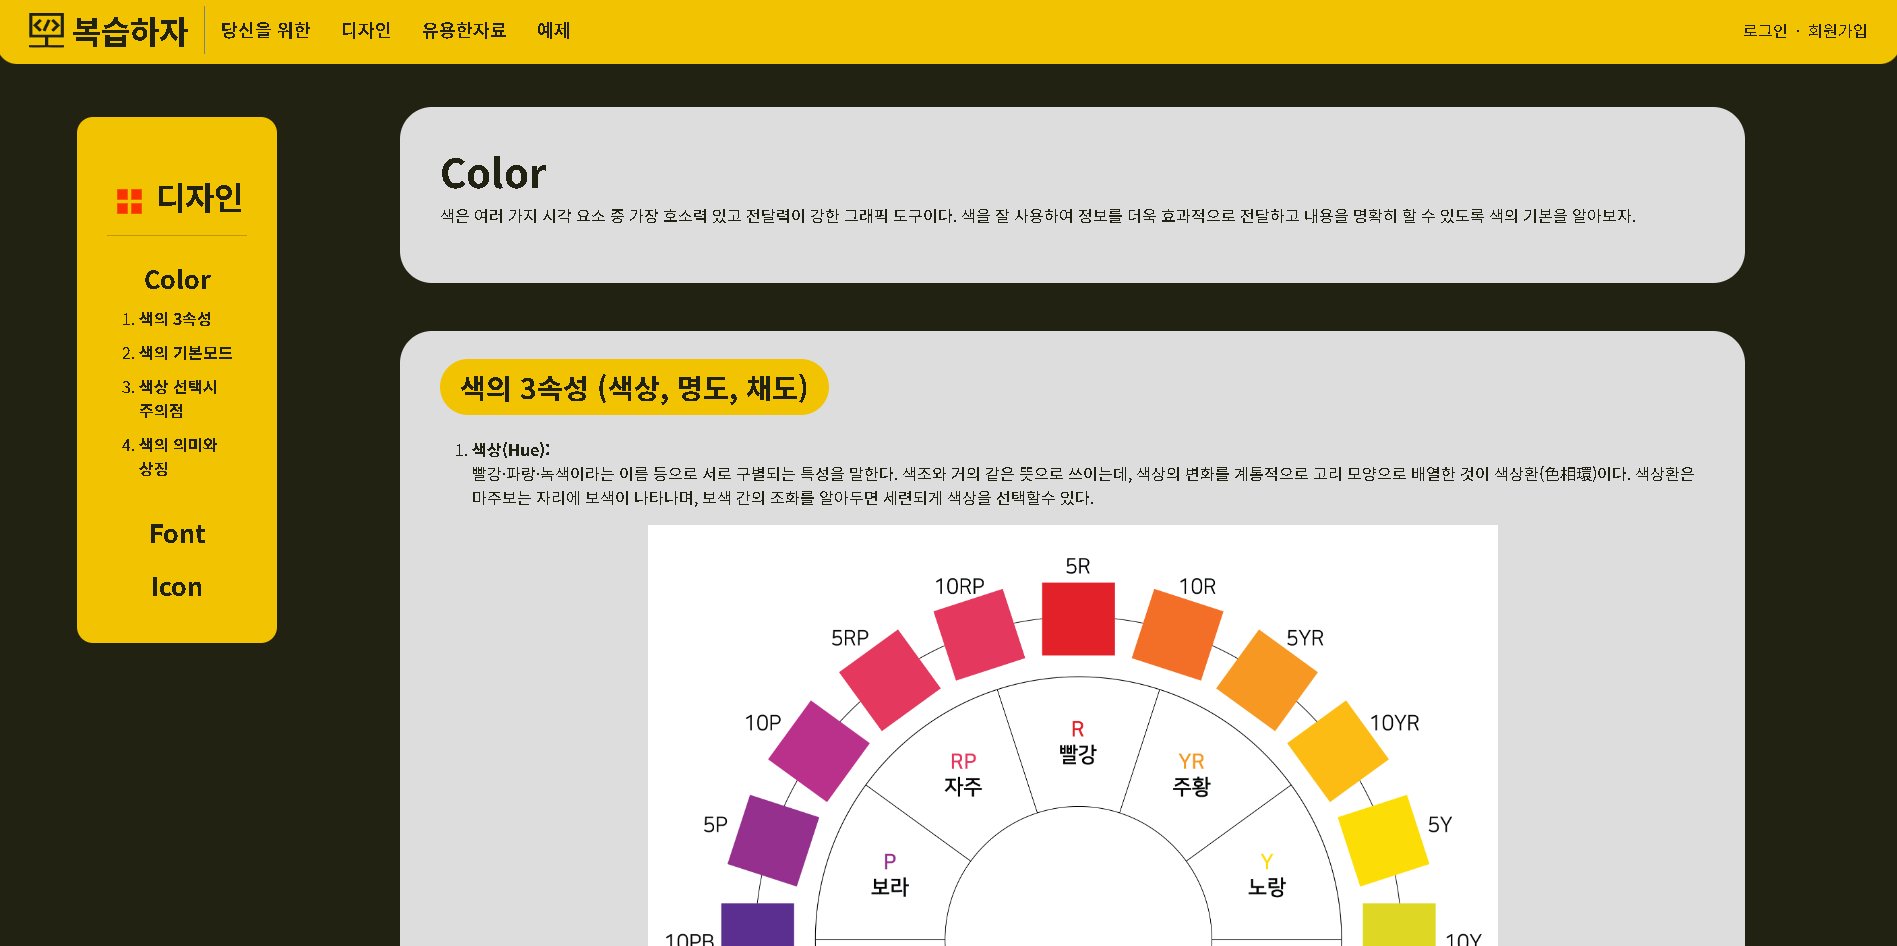 복습하자
당신을 위한
디자인
유용한자료
예제
로그인 · 회원가입
디자인
Color
1. 색의 3속성
2. 색의 기본모드
3. 색상 선택시
주의점
4. 색의 의미와
상징
Font
Icon
Color
색은 여러 가지 시각 요소 중 가장 호소력 있고 전달력이 강한 그래픽 도구이다. 색을 잘 사용하여 정보를 더욱 효과적으로 전달하고 내용을 명확히 할 수 있도록 색의 기본을 알아보자.
색의 3속성 (색상, 명도, 채도)
1. 색상(Hue):
빨강·파랑·녹색이라는 이름 등으로 서로 구별되는 특성을 말한다. 색조와 거의 같은 뜻으로 쓰이는데, 색상의 변화를 계통적으로 고리 모양으로 배열한 것이 색상환(色相環)이다. 색상환은
마주보는 자리에 보색이 나타나며, 보색 간의 조화를 알아두면 세련되게 색상을 선택할수 있다.
5R
10RP
10R
5RP
5YR
10P
10YR
R
빨강
RP
자주
YR
주황
5P
5Y
P
보라
Y
노랑
10PB
10Y